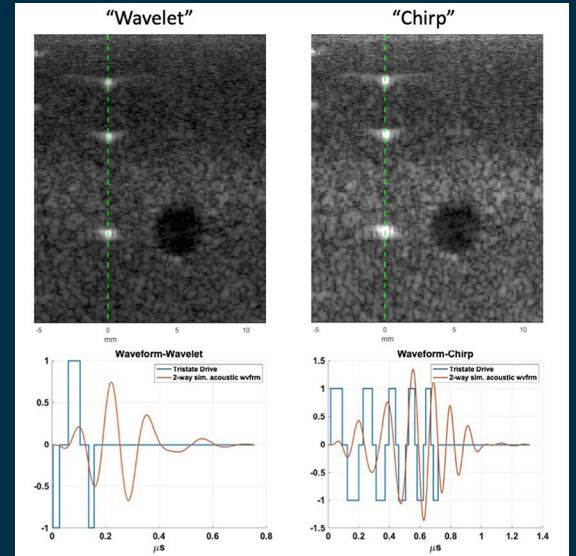 “Wavelet”
“Chirp”
-5 0 5 10
mm
-5 0 5 10
mm
Waveform-Wavelet
Tristate Drive
2-way sim. acoustic wvfrm
1
0.5
0
-0.5
-1
0 0.2 0.4 0.6 0.8
μs
Waveform-Chirp
Tristate Drive
2-way sim. acoustic wvfrm
1.5
1
0.5
0
-0.5
-1
-1.5
0 0.2 0.4 0.6 0.8 1 1.2 1.4
μs